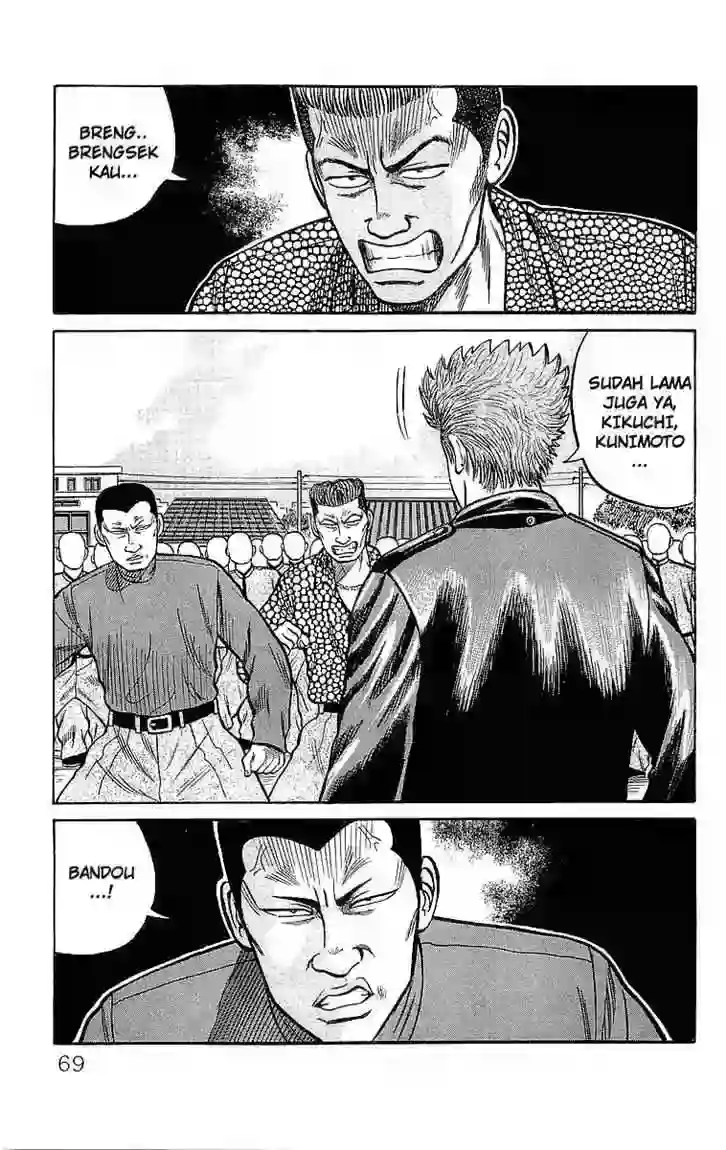 BRENG..
BRENGSEK
KAU...
SUDAH LAMA
JUGA YA,
KIKUCHI,
KUNIMOTO
...
BANDOU
...!
69